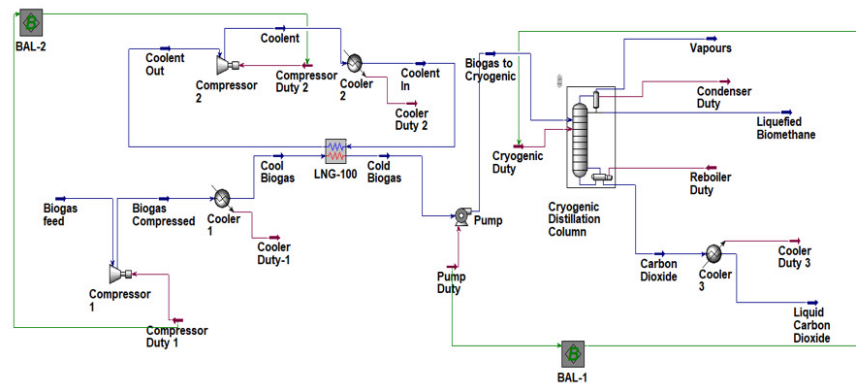 BAL-2
Coolent
Out
Compressor
2
Coolent
Compressor
Duty 2
Cooler
2
Cooler
Duty 2
Coolent
In
Biogas to
Cryogenic
Vapours
Condenser
Duty
Liquefied
Biomethane
Cryogenic
Duty
Reboiler
Duty
Cryogenic
Distillation
Column
Biogas
feed
Biogas
Compressed
Cooler
1
Cool
Biogas
LNG-100
Cold
Biogas
Cooler
Duty-1
Compressor
1
Compressor
Duty 1
Pump
Pump
Duty
Carbon
Dioxide
Cooler
3
Cooler
Duty 3
Liquid
Carbon
Dioxide
BAL-1